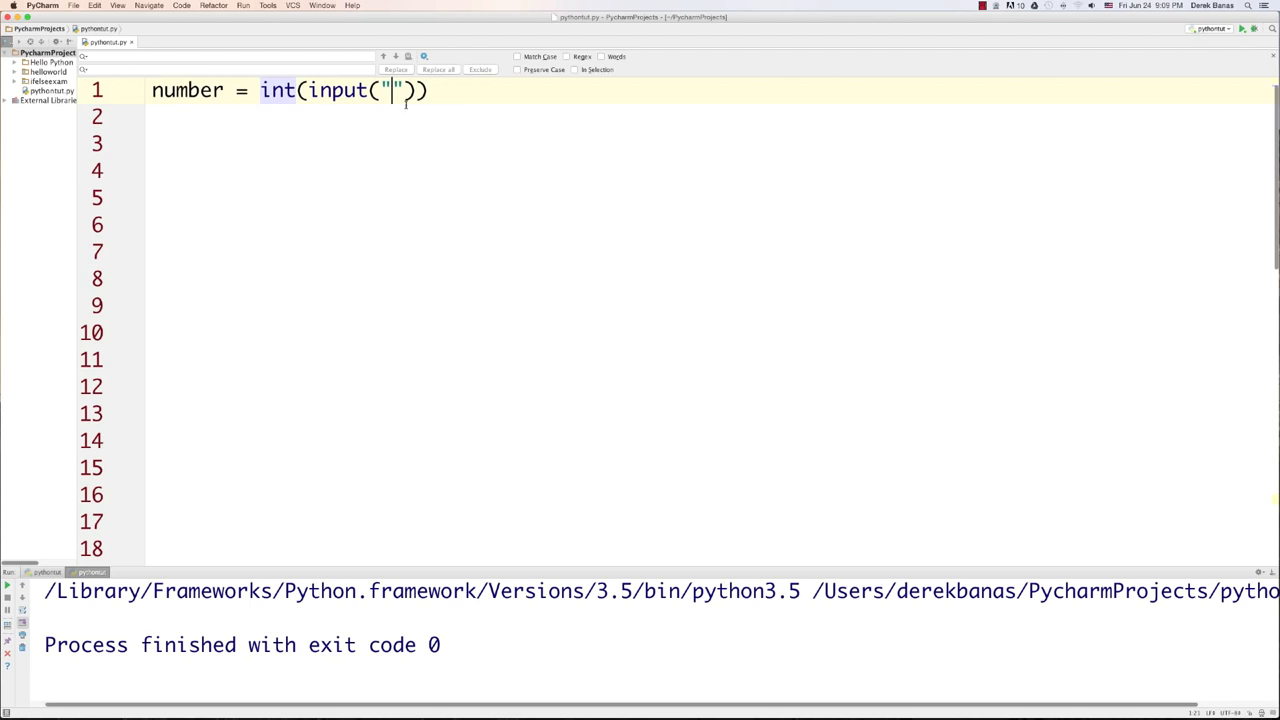 PyCharm File Edit View Navigate Code Refactor Run Tools VCS Window Help
10 Fri Jun 24 9:09 PM Derek Banas
pythontut.py - PycharmProjects - [~/PycharmProjects]
PycharmProjects pythontut.py pythontut
pythontut.py ×
PycharmProject
Hello Python
helloworld
ifelseexam
pythontut.py
External Librarie
Match Case Regex Words
Replace Replace all Exclude Preserve Case In Selection
1 number = int(input(""))
2
3
4
5
6
7
8
9
10
11
12
13
14
15
16
17
18
Run: pythontut pythontut
/Library/Frameworks/Python.framework/Versions/3.5/bin/python3.5 /Users/derekbanas/PycharmProjects/pytho
Process finished with exit code 0
1:21 LF÷ UTF-8÷